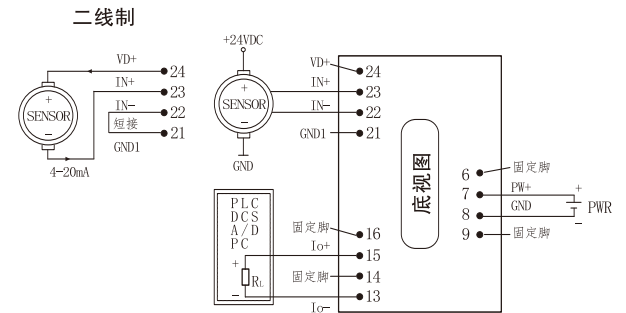 二线制
VD+
24
IN+
23
+
SENSOR
−
IN−
22
短接
21
GND1
4-20mA
+24VDC
+
SENSOR
−
GND
VD+
24
IN+
23
IN−
22
GND1
21
底视图
6
固定脚
7
PW+
8
GND
9
固定脚
+
PWR
−
PLC
DCS
A/D
PC
+
RL
−
固定脚
16
Io+
15
固定脚
14
13
Io−